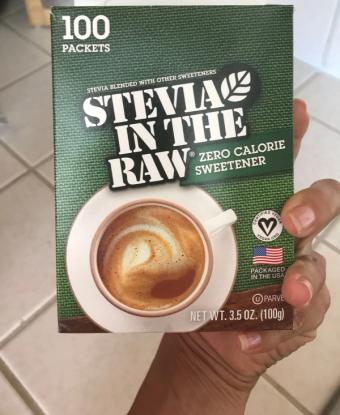 100
PACKETS
STEVIA BLENDED WITH OTHER SWEETENERS
STEVIA
IN THE
RAW®
ZERO CALORIE
SWEETENER
PACKAGED
IN THE USA
U PARVE
NET WT. 3.5 OZ. (100g)